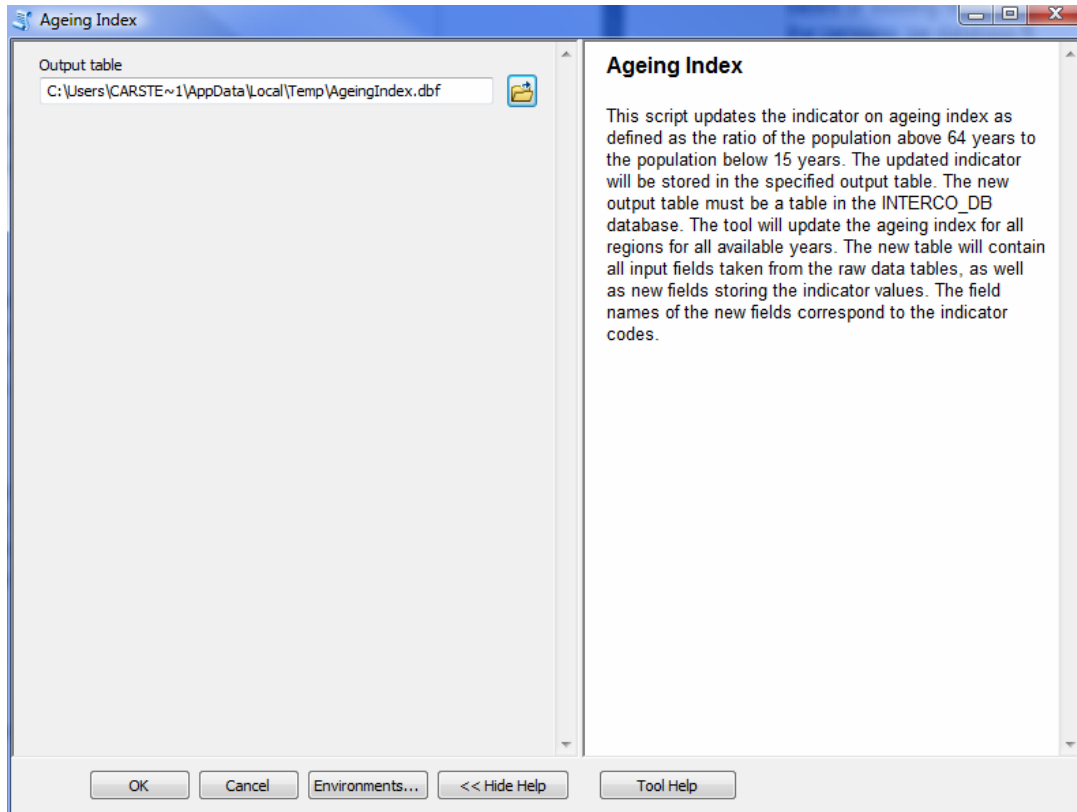 Ageing Index
Output table
C:\Users\CARSTE~1\AppData\Local\Temp\AgeingIndex.dbf
Ageing Index
This script updates the indicator on ageing index as
defined as the ratio of the population above 64 years to
the population below 15 years. The updated indicator
will be stored in the specified output table. The new
output table must be a table in the INTERCO_DB
database. The tool will update the ageing index for all
regions for all available years. The new table will contain
all input fields taken from the raw data tables, as well
as new fields storing the indicator values. The field
names of the new fields correspond to the indicator
codes.
OK Cancel Environments... << Hide Help Tool Help